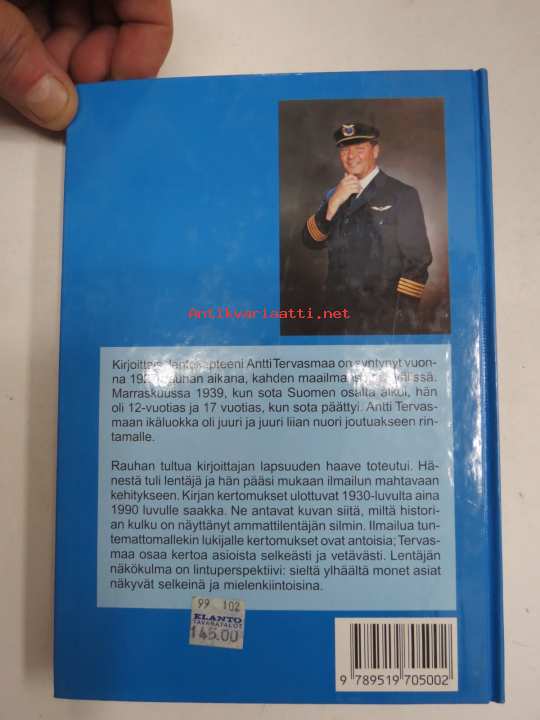 Antikvariaatti.net
Kirjoittaja, lentokapteeni Antti Tervasmaa on syntynyt vuon-
na rauhan aikana, kahden maailmansodan välissä.
Marraskuussa 1939, kun sota Suomen osalta alkoi, hän
oli 12-vuotias ja 17 vuotias, kun sota päättyi. Antti Tervas-
maan ikäluokka oli juuri ja juuri liian nuori joutuakseen rin-
tamalle.
Rauhan tultua kirjoittajan lapsuuden haave toteutui. Hä-
nestä tuli lentäjä ja hän pääsi mukaan ilmailun mahtavaan
kehitykseen. Kirjan kertomukset ulottuvat 1930-luvulta aina
1990 luvulle saakka. Ne antavat kuvan siitä, miltä histori-
an kulku on näyttänyt ammattilentäjän silmin. Ilmailua tun-
temattomallekin lukijalle kertomukset ovat antoisia; Tervas-
maa osaa kertoa asioista selkeästi ja vetävästi. Lentäjän
näkökulma on lintuperspektiivi: sieltä ylhäältä monet asiat
näkyvät selkeinä ja mielenkiintoisina.
99 102
ELANTO
TAVARATALOT
145.00
9 789519 705002